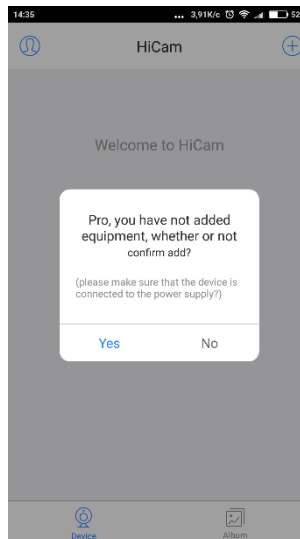 14:35 ... 3,91K/c 52
HiCam
Welcome to HiCam
Pro, you have not added
equipment, whether or not
confirm add?
(please make sure that the device is
connected to the power supply?)
Yes No
Device Album